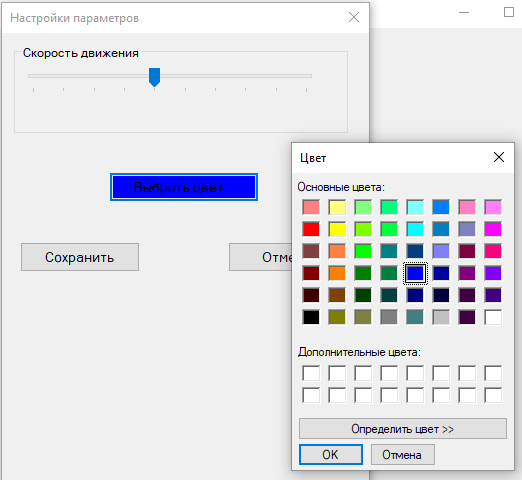 Настройки параметров
Скорость движения
Выбрать цвет
Сохранить
Цвет
Основные цвета:
Дополнительные цвета:
Определить цвет >>
OK
Отмена